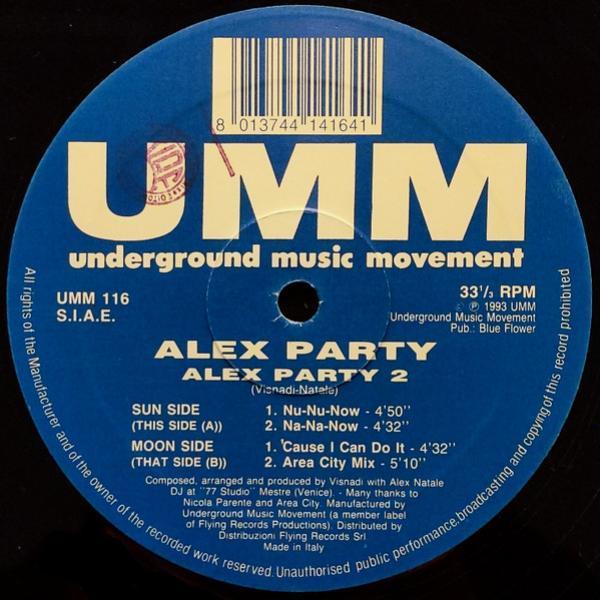 8 013744 141641
UMM
underground music movement
UMM 116
S.I.A.E.
33 1/3 RPM
℗ 1993 UMM
Underground Music Movement
Pub.: Blue Flower
ALEX PARTY
ALEX PARTY 2
(Visnadi-Natale)
SUN SIDE
(THIS SIDE (A))
1. Nu-Nu-Now - 4'50''
2. Na-Na-Now - 4'32''
MOON SIDE
(THAT SIDE (B))
1. 'Cause I Can Do It - 4'32''
2. Area City Mix - 5'10''
Composed, arranged and produced by Visnadi with Alex Natale
DJ at ''77 Studio'' Mestre (Venice). - Many thanks to
Nicola Parente and Area City. Manufactured by
Underground Music Movement (a member label
of Flying Records Productions). Distributed by
Distribuzioni Flying Records Srl
Made in Italy
All rights of the Manufacturer and of the owner of the recorded work reserved. Unauthorised public performance, broadcasting and copying of this record prohibited